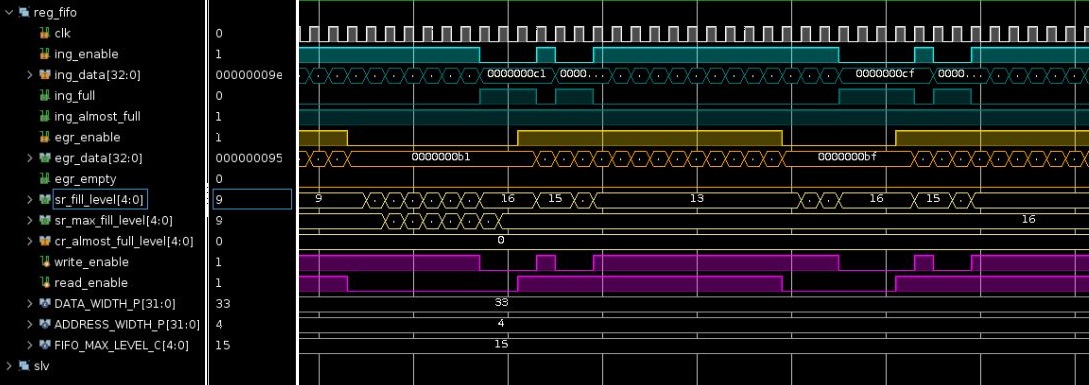 reg_fifo
clk 0
ing_enable 1
ing_data[32:0] 00000009e 0000000c1 0000... 0000000cf 0000...
ing_full 0
ing_almost_full 1
egr_enable 1
egr_data[32:0] 000000095 0000000b1 0000000bf
egr_empty 0
sr_fill_level[4:0] 9 9 16 15 13 16 15
sr_max_fill_level[4:0] 9 16
cr_almost_full_level[4:0] 0 0
write_enable 1
read_enable 1
DATA_WIDTH_P[31:0] 33 33
ADDRESS_WIDTH_P[31:0] 4 4
FIFO_MAX_LEVEL_C[4:0] 15 15
slv